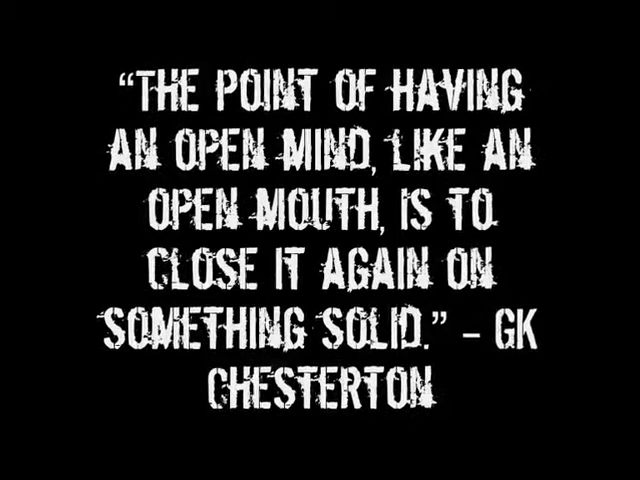 “THE POINT OF HAVING
AN OPEN MIND, LIKE AN
OPEN MOUTH, IS TO
CLOSE IT AGAIN ON
SOMETHING SOLID.” – GK
CHESTERTON